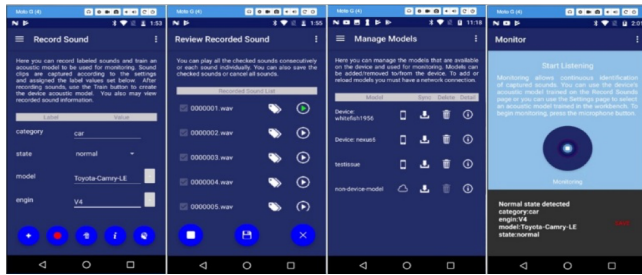 Moto G (4)
1:53
Record Sound
Here you can record labeled sounds and train an
acoustic model to be used for monitoring. Sound
clips are captured according to the settings
and assigned the label values set below. After
recording sounds, use the Train button to create
the device acoustic model. You may also view
recorded sound information.
Label Value
category car
state normal
model Toyota-Camry-LE
engin V4
Moto G (4)
1:55
Review Recorded Sound
You can play all the checked sounds consecutively
or each sound individually. You can also save the
checked sounds or cancel all sounds.
Recorded Sound List
0000001.wav
0000002.wav
0000003.wav
0000004.wav
0000005.wav
Moto G (4)
11:18
Manage Models
Here you can manage the models that are available
on the device and used for monitoring. Models can
be added/removed to/from the device. To add or
reload models you must have a network connection.
Model Sync Delete Detail
Device:
whitefish1956
Device: nexus6
testissue
non-device-model
Moto G (4)
2:01
Monitor
Start Listening
Monitoring allows continuous identification
of captured sounds. You can use the device's
acoustic model trained on the Record Sounds
page or you can use the Settings page to select
an acoustic model trained in the workbench. To
begin monitoring, press the microphone button.
Monitoring
Normal state detected
category:car
engin:V4
model:Toyota-Camry-LE
state:normal